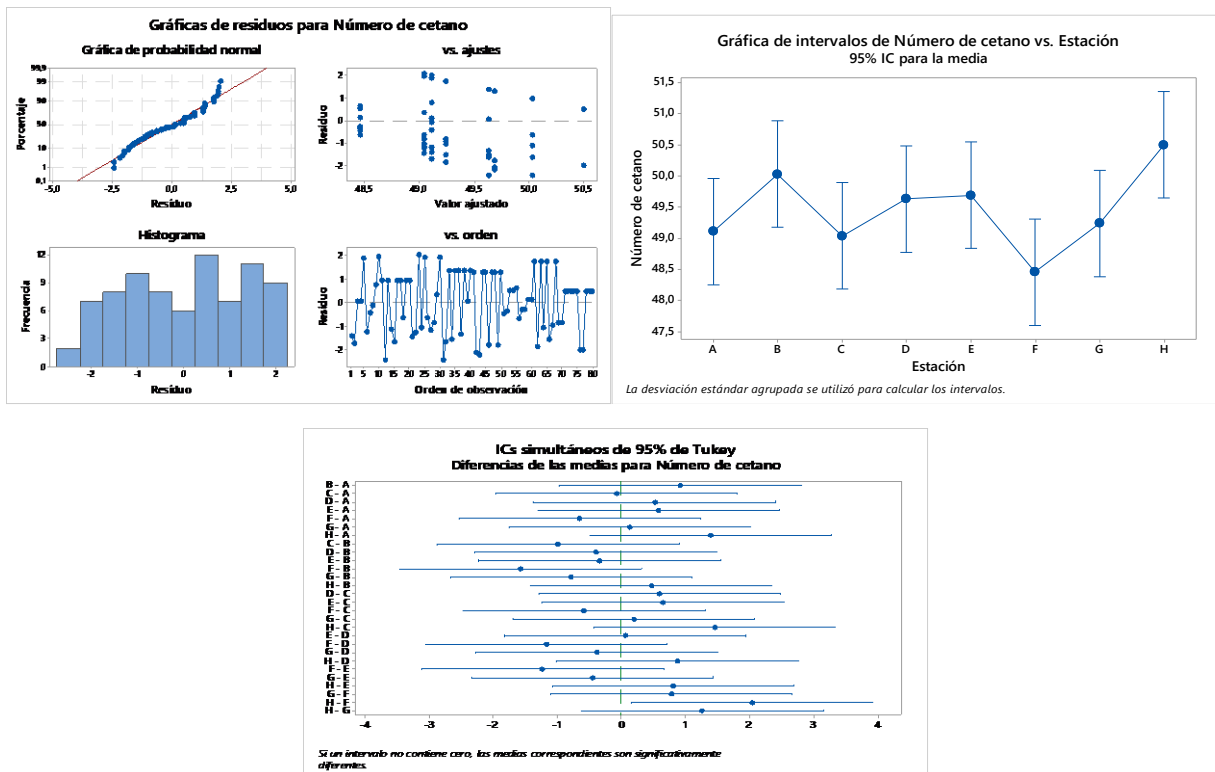 Gráficas de residuos para Número de cetano
Gráfica de probabilidad normal
99,9
99
90
50
10
1
0,1
Porcentaje
-5,0 -2,5 0,0 2,5 5,0
Residuo
vs. ajustes
2
1
0
-1
-2
Residuo
48,5 49,0 49,5 50,0 50,5
Valor ajustado
Histograma
12
9
6
3
0
Frecuencia
-2 -1 0 1 2
Residuo
vs. orden
2
1
0
-1
-2
Residuo
1 5 10 15 20 25 30 35 40 45 50 55 60 65 70 75 80
Orden de observación
Gráfica de intervalos de Número de cetano vs. Estación
95% IC para la media
51,5
51,0
50,5
50,0
49,5
49,0
48,5
48,0
47,5
Número de cetano
A B C D E F G H
Estación
La desviación estándar agrupada se utilizó para calcular los intervalos.
ICs simultáneos de 95% de Tukey
Diferencias de las medias para Número de cetano
B - A
C - A
D - A
E - A
F - A
G - A
H - A
C - B
D - B
E - B
F - B
G - B
H - B
D - C
E - C
F - C
G - C
H - C
E - D
F - D
G - D
H - D
F - E
G - E
H - E
G - F
H - F
H - G
-4 -3 -2 -1 0 1 2 3 4
Si un intervalo no contiene cero, las medias correspondientes son significativamente
diferentes.